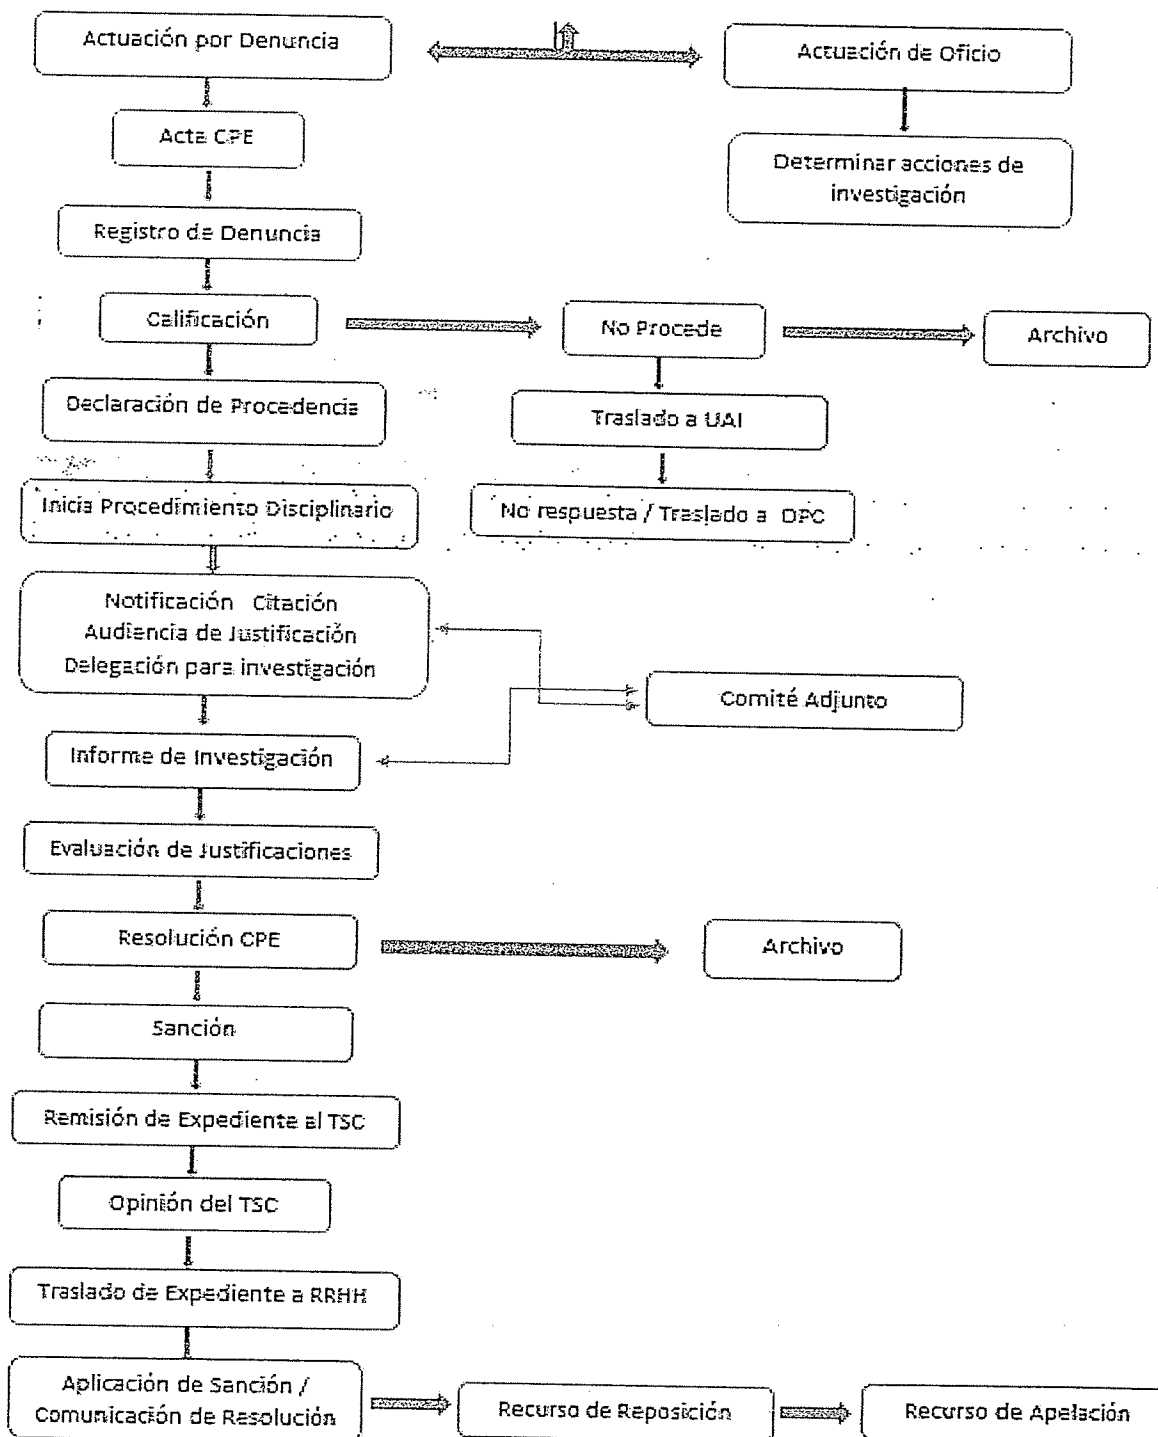 Actuación por Denuncia
Actuación de Oficio
Acta CPE
Determinar acciones de
investigación
Registro de Denuncia
Calificación
No Procede
Archivo
Declaración de Procedencia
Traslado a UAI
Inicia Procedimiento Disciplinario
No respuesta / Traslado a DPC
Notificación Citación
Audiencia de Justificación
Delegación para investigación
Comité Adjunto
Informe de Investigación
Evaluación de Justificaciones
Resolución CPE
Archivo
Sanción
Remisión de Expediente al TSC
Opinión del TSC
Traslado de Expediente a RRHH
Aplicación de Sanción /
Comunicación de Resolución
Recurso de Reposición
Recurso de Apelación